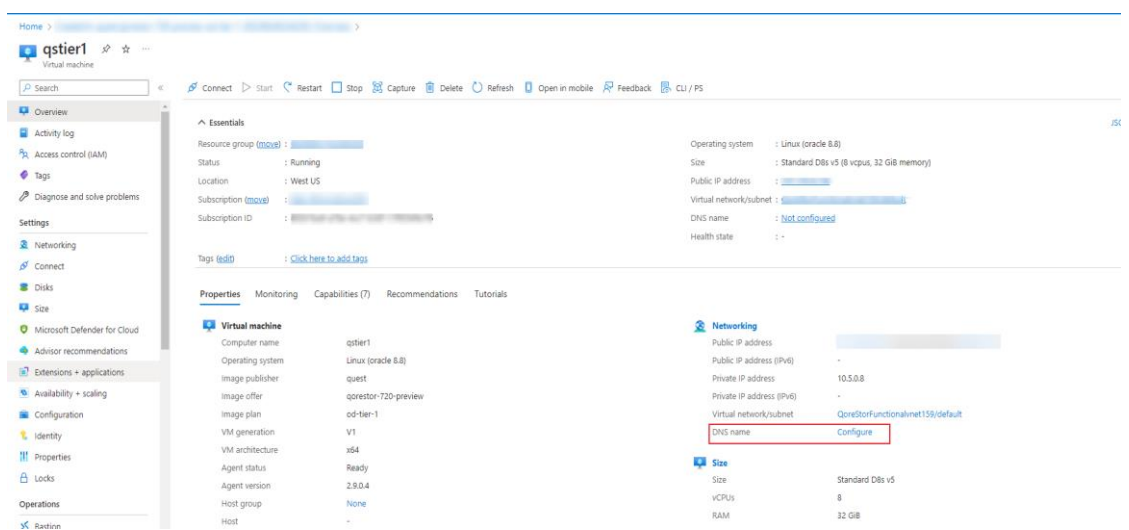 Home >
>
qstier1
Virtual machine
Search
«
Connect Start Restart Stop Capture Delete Refresh Open in mobile Feedback CLI / PS
Overview
Activity log
Access control (IAM)
Tags
Diagnose and solve problems
Settings
Networking
Connect
Disks
Size
Microsoft Defender for Cloud
Advisor recommendations
Extensions + applications
Availability + scaling
Configuration
Identity
Properties
Locks
Operations
Bastion
Essentials
Resource group (move) :
Status : Running
Location : West US
Subscription (move) :
Subscription ID :
Tags (edit) : Click here to add tags
Operating system : Linux (oracle 8.8)
Size : Standard D8s v5 (8 vcpus, 32 GiB memory)
Public IP address :
Virtual network/subnet :
DNS name : Not configured
Health state : -
Properties Monitoring Capabilities (7) Recommendations Tutorials
Virtual machine
Computer name qstier1
Operating system Linux (oracle 8.8)
Image publisher quest
Image offer qorestor-720-preview
Image plan od-tier-1
VM generation V1
VM architecture x64
Agent status Ready
Agent version 2.9.0.4
Host group None
Host -
Networking
Public IP address
Public IP address (IPv6) -
Private IP address 10.5.0.8
Private IP address (IPv6) -
Virtual network/subnet QoreStorFunctionalvnet159/default
DNS name Configure
Size
Size Standard D8s v5
vCPUs 8
RAM 32 GiB